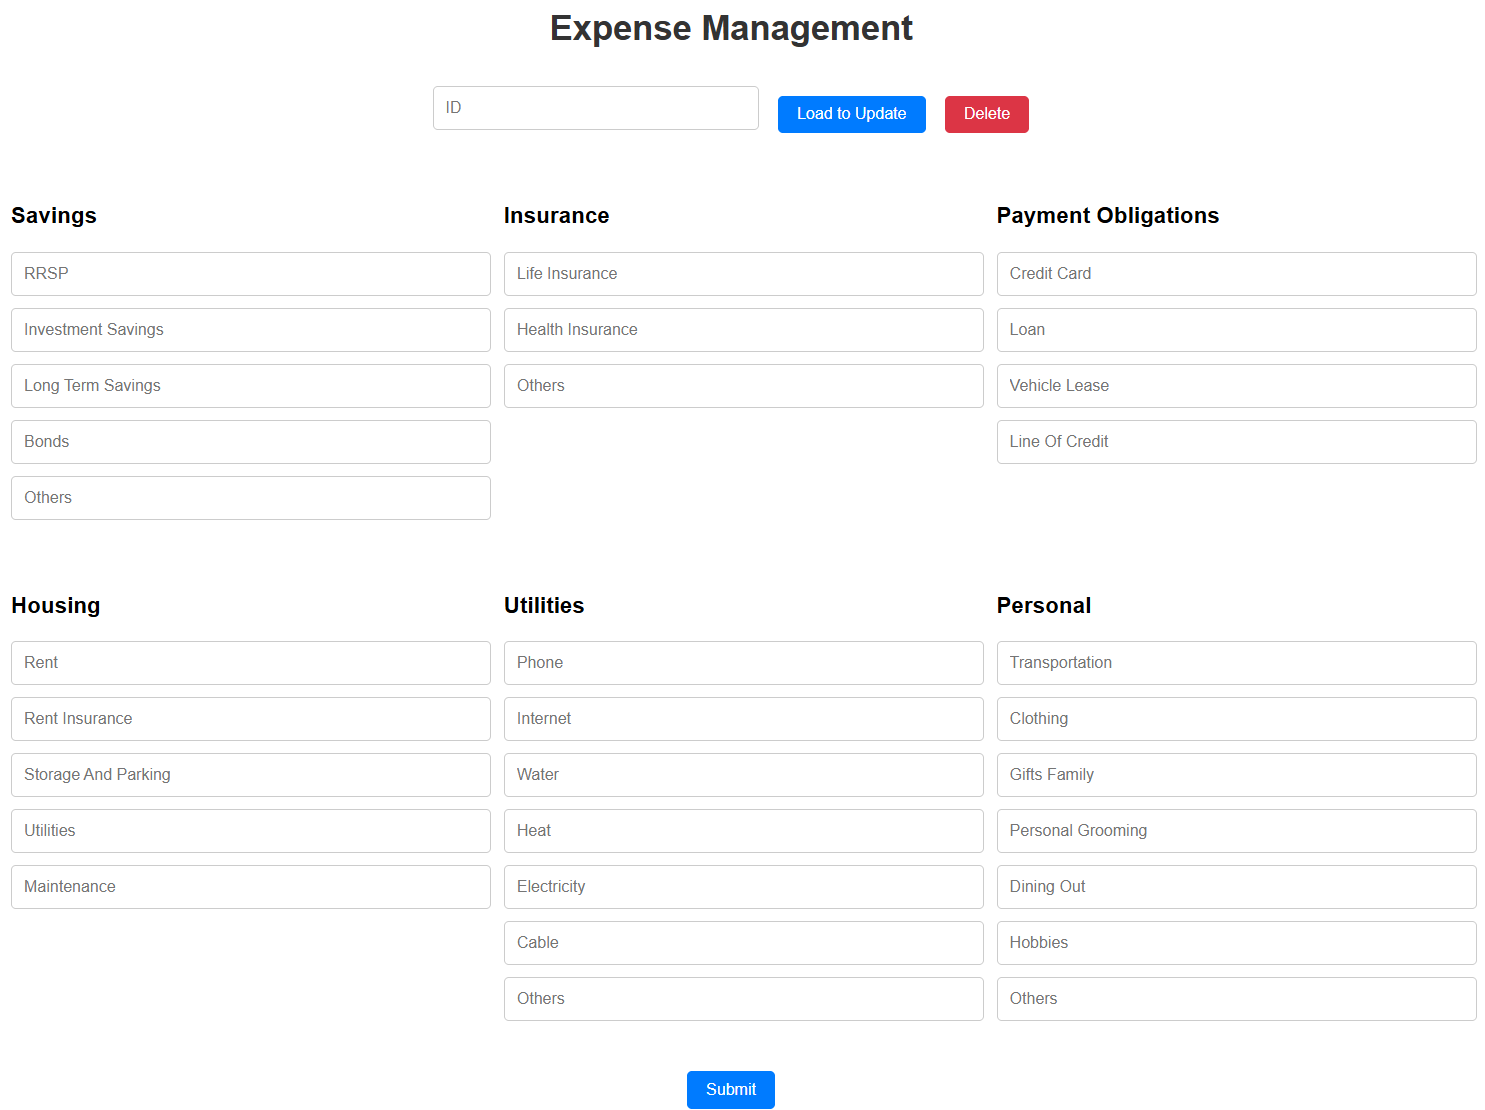 Expense Management
ID
Load to Update
Delete
Savings
RRSP
Investment Savings
Long Term Savings
Bonds
Others
Insurance
Life Insurance
Health Insurance
Others
Payment Obligations
Credit Card
Loan
Vehicle Lease
Line Of Credit
Housing
Rent
Rent Insurance
Storage And Parking
Utilities
Maintenance
Utilities
Phone
Internet
Water
Heat
Electricity
Cable
Others
Personal
Transportation
Clothing
Gifts Family
Personal Grooming
Dining Out
Hobbies
Others
Submit